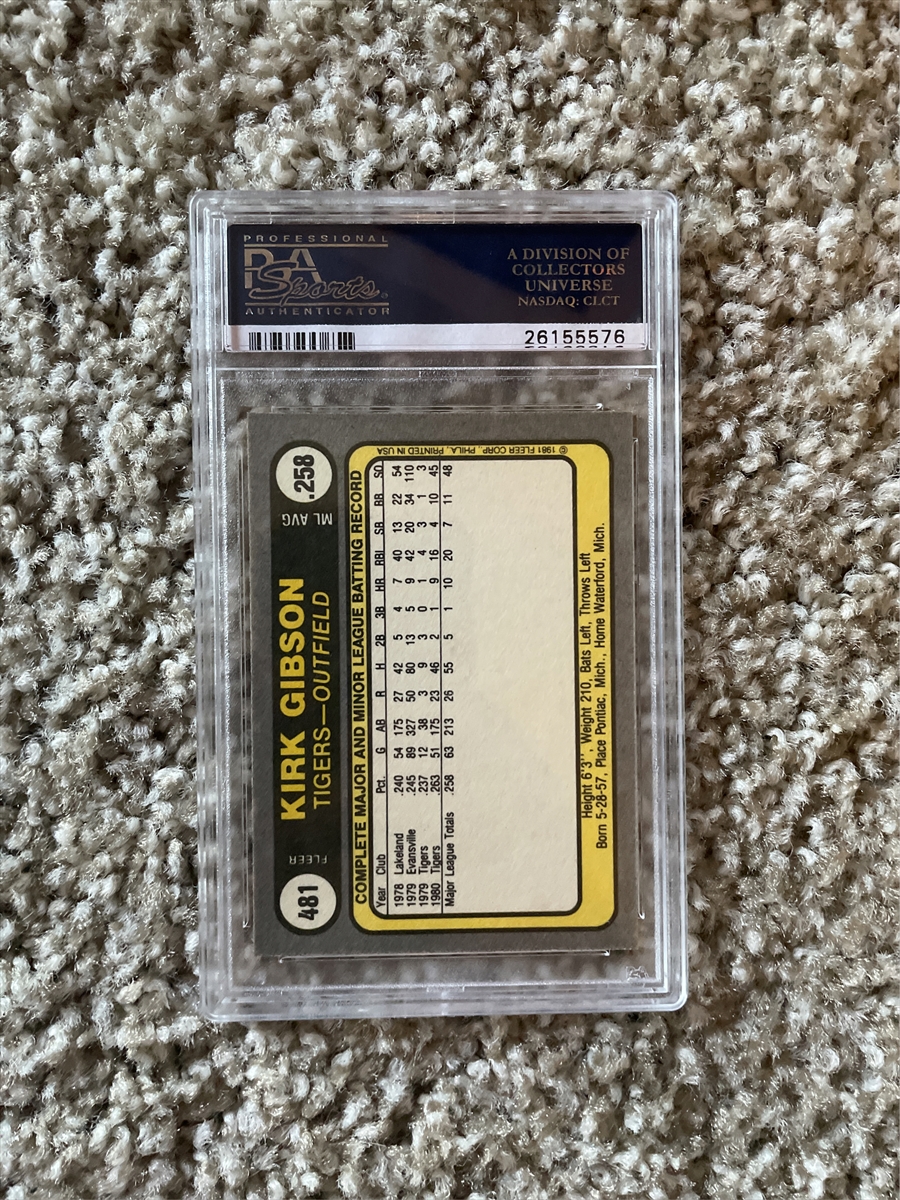 PROFESSIONAL
PSA
Sports®
AUTHENTICATOR
A DIVISION OF
COLLECTORS
UNIVERSE
NASDAQ: CLCT
26155576
481 FLEER KIRK GIBSON ML AVG .258
TIGERS—OUTFIELD
COMPLETE MAJOR AND MINOR LEAGUE BATTING RECORD
Year Club Pct. G AB R H 2B 3B HR RBI SB BB SO
1978 Lakeland .240 54 175 27 42 5 4 7 40 13 22 54
1979 Evansville .245 89 327 50 80 13 5 9 42 20 34 110
1979 Tigers .237 12 38 3 9 3 0 1 4 3 1 3
1980 Tigers .263 51 175 23 46 2 1 9 16 4 10 45
Major League Totals .258 63 213 26 55 5 1 10 20 7 11 48
Height 6'3", Weight 210, Bats Left, Throws Left
Born 5-28-57, Place Pontiac, Mich., Home Waterford, Mich.
© 1981 FLEER CORP., PHILA., PRINTED IN USA